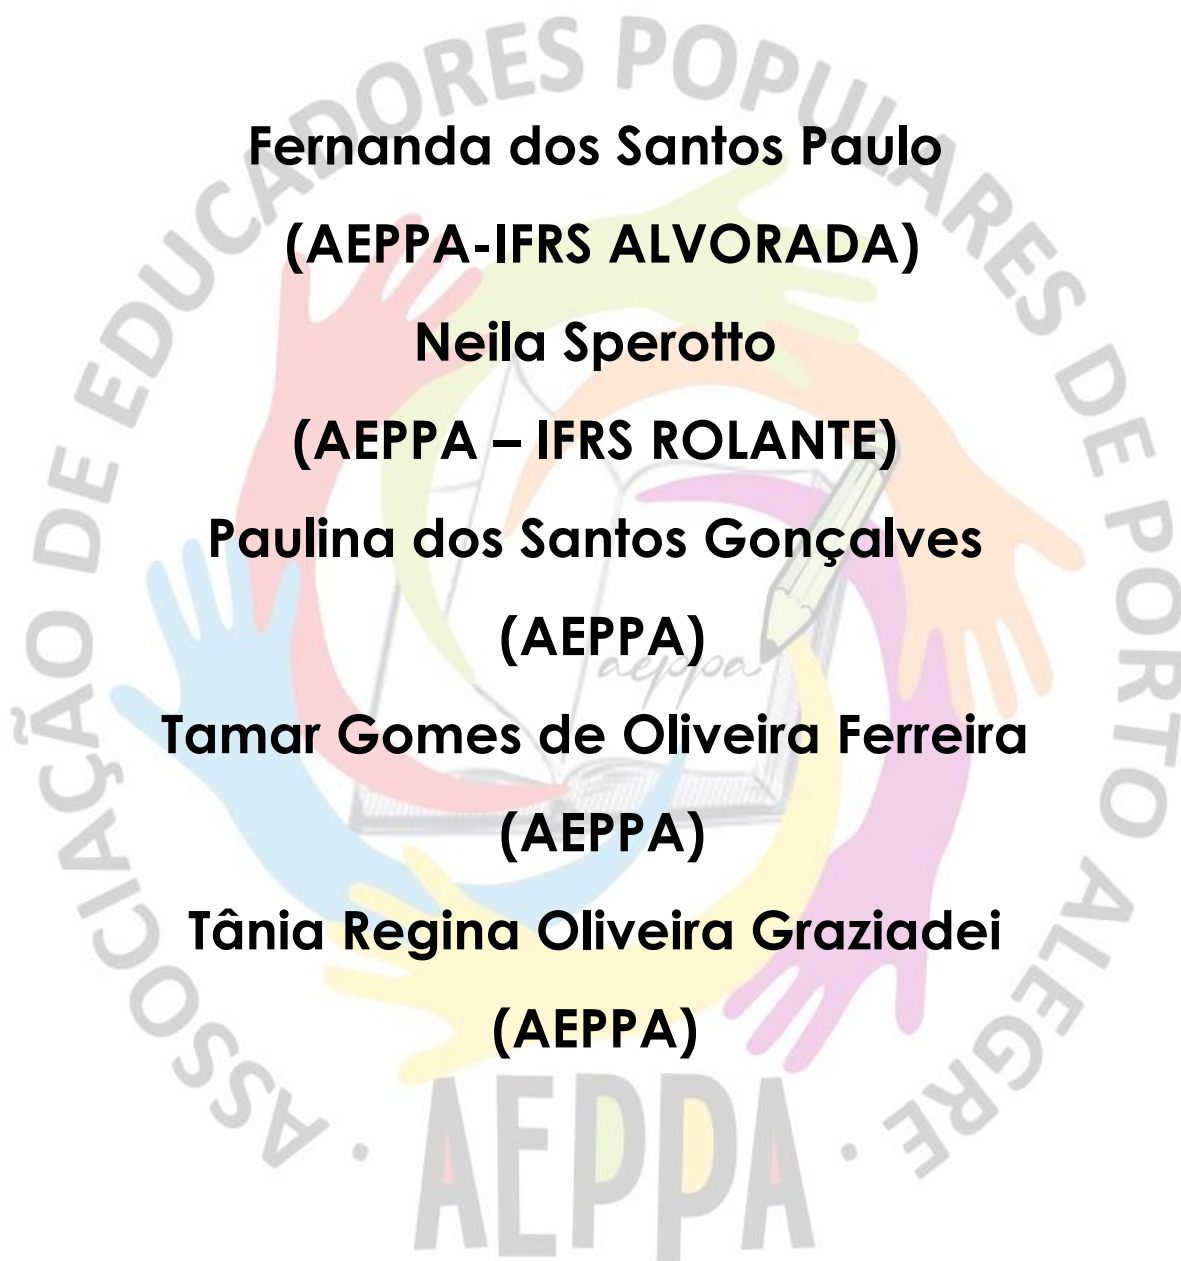 ASSOCIAÇÃO DE EDUCADORES POPULARES DE PORTO ALEGRE
Fernanda dos Santos Paulo
(AEPPA-IFRS ALVORADA)
Neila Sperotto
(AEPPA – IFRS ROLANTE)
Paulina dos Santos Gonçalves
(AEPPA)
aeppa
Tamar Gomes de Oliveira Ferreira
(AEPPA)
Tânia Regina Oliveira Graziadei
(AEPPA)
AEPPA